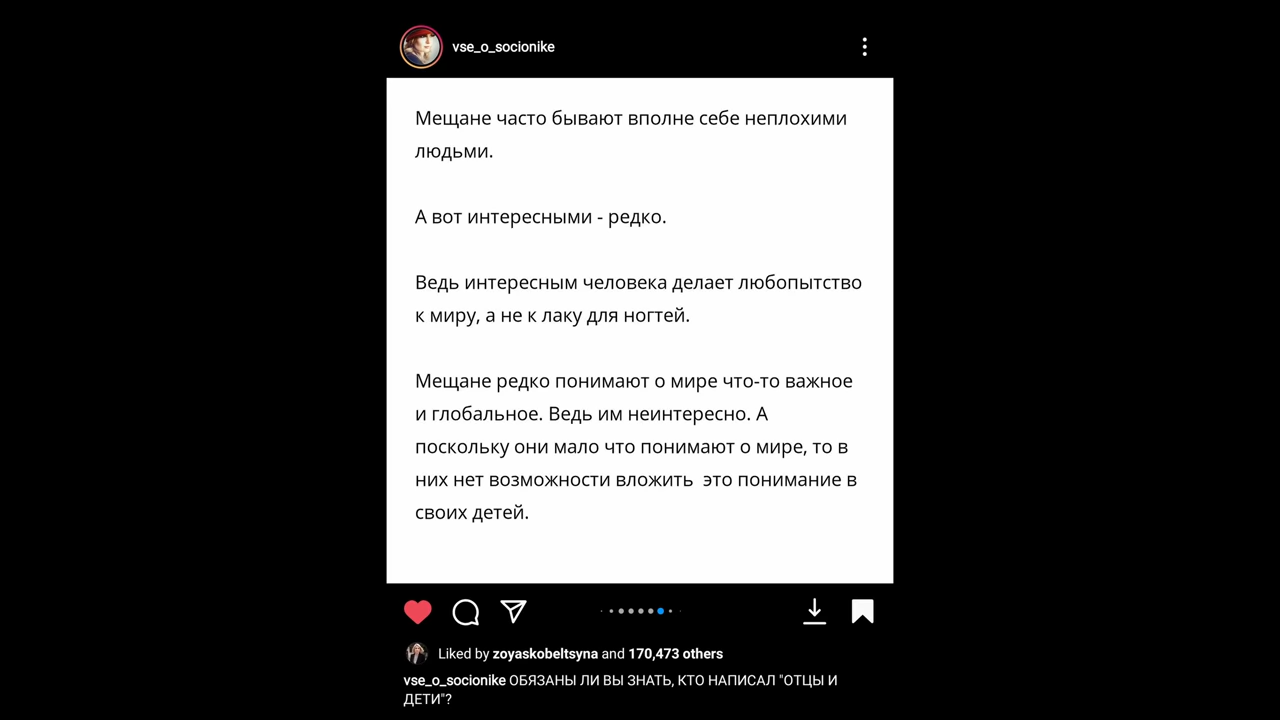 vse_o_socionike
Мещане часто бывают вполне себе неплохими
людьми.
А вот интересными - редко.
Ведь интересным человека делает любопытство
к миру, а не к лаку для ногтей.
Мещане редко понимают о мире что-то важное
и глобальное. Ведь им неинтересно. А
поскольку они мало что понимают о мире, то в
них нет возможности вложить  это понимание в
своих детей.
Liked by zoyaskobeltsyna and 170,473 others
vse_o_socionike ОБЯЗАНЫ ЛИ ВЫ ЗНАТЬ, КТО НАПИСАЛ "ОТЦЫ И
ДЕТИ"?